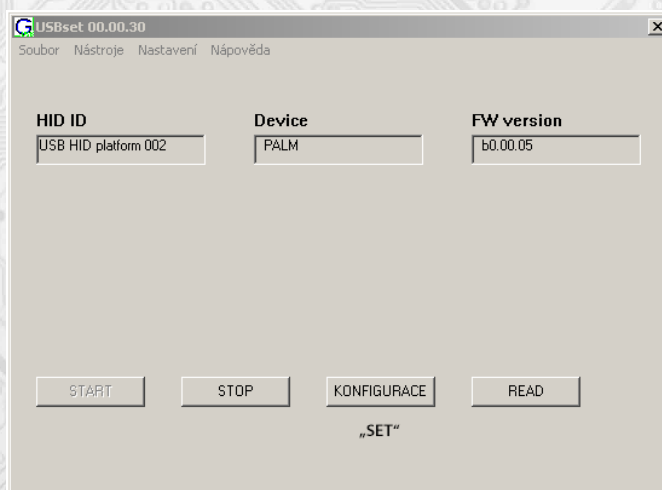 USBset 00.00.30
Soubor Nástroje Nastavení Nápověda
HID ID Device FW version
USB HID platform 002 PALM b0.00.05
START STOP KONFIGURACE READ
„SET“